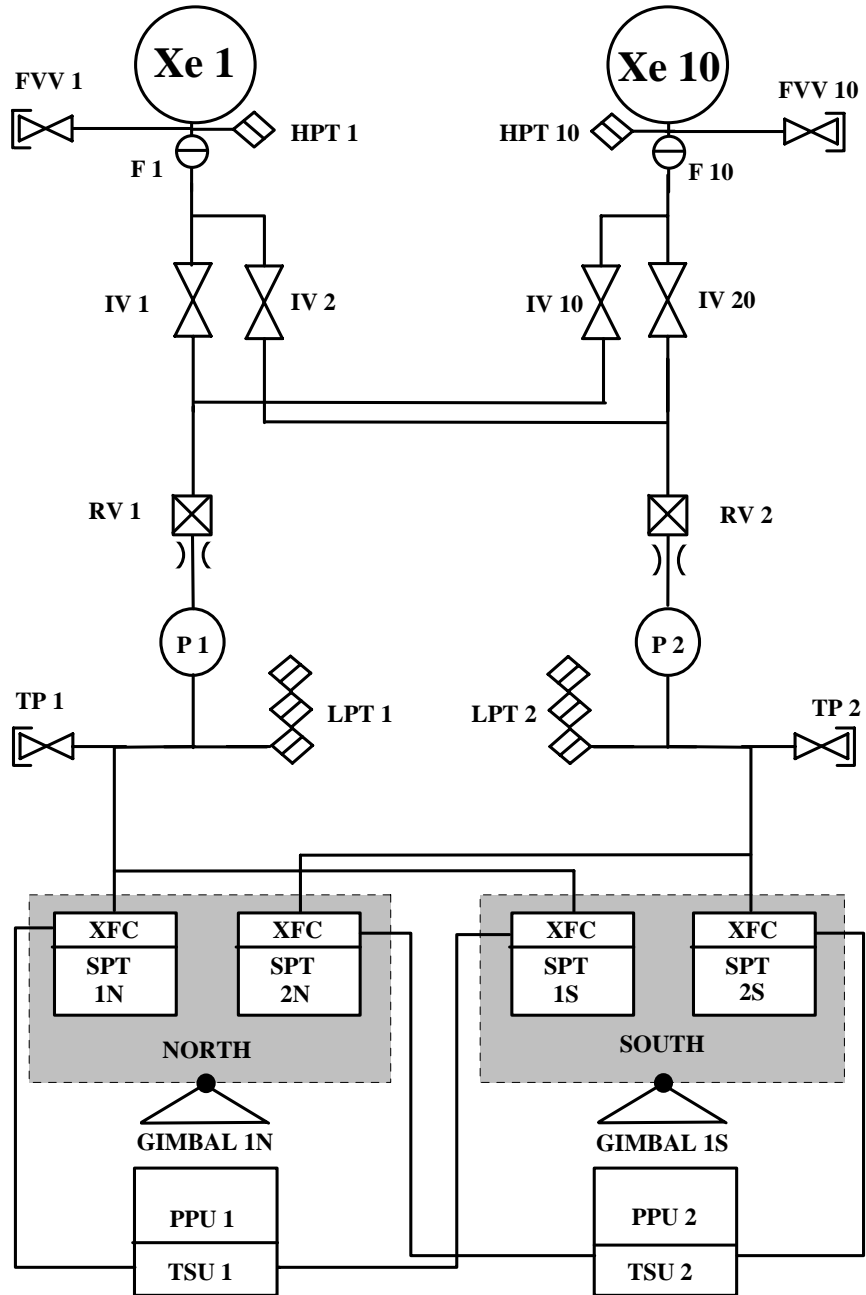 Xe 1
Xe 10
FVV 1
FVV 10
HPT 1
HPT 10
F 1
F 10
IV 1
IV 2
IV 10
IV 20
RV 1
RV 2
P 1
P 2
TP 1
LPT 1
LPT 2
TP 2
XFC
XFC
XFC
XFC
SPT
1N
SPT
2N
SPT
1S
SPT
2S
NORTH
SOUTH
GIMBAL 1N
GIMBAL 1S
PPU 1
PPU 2
TSU 1
TSU 2